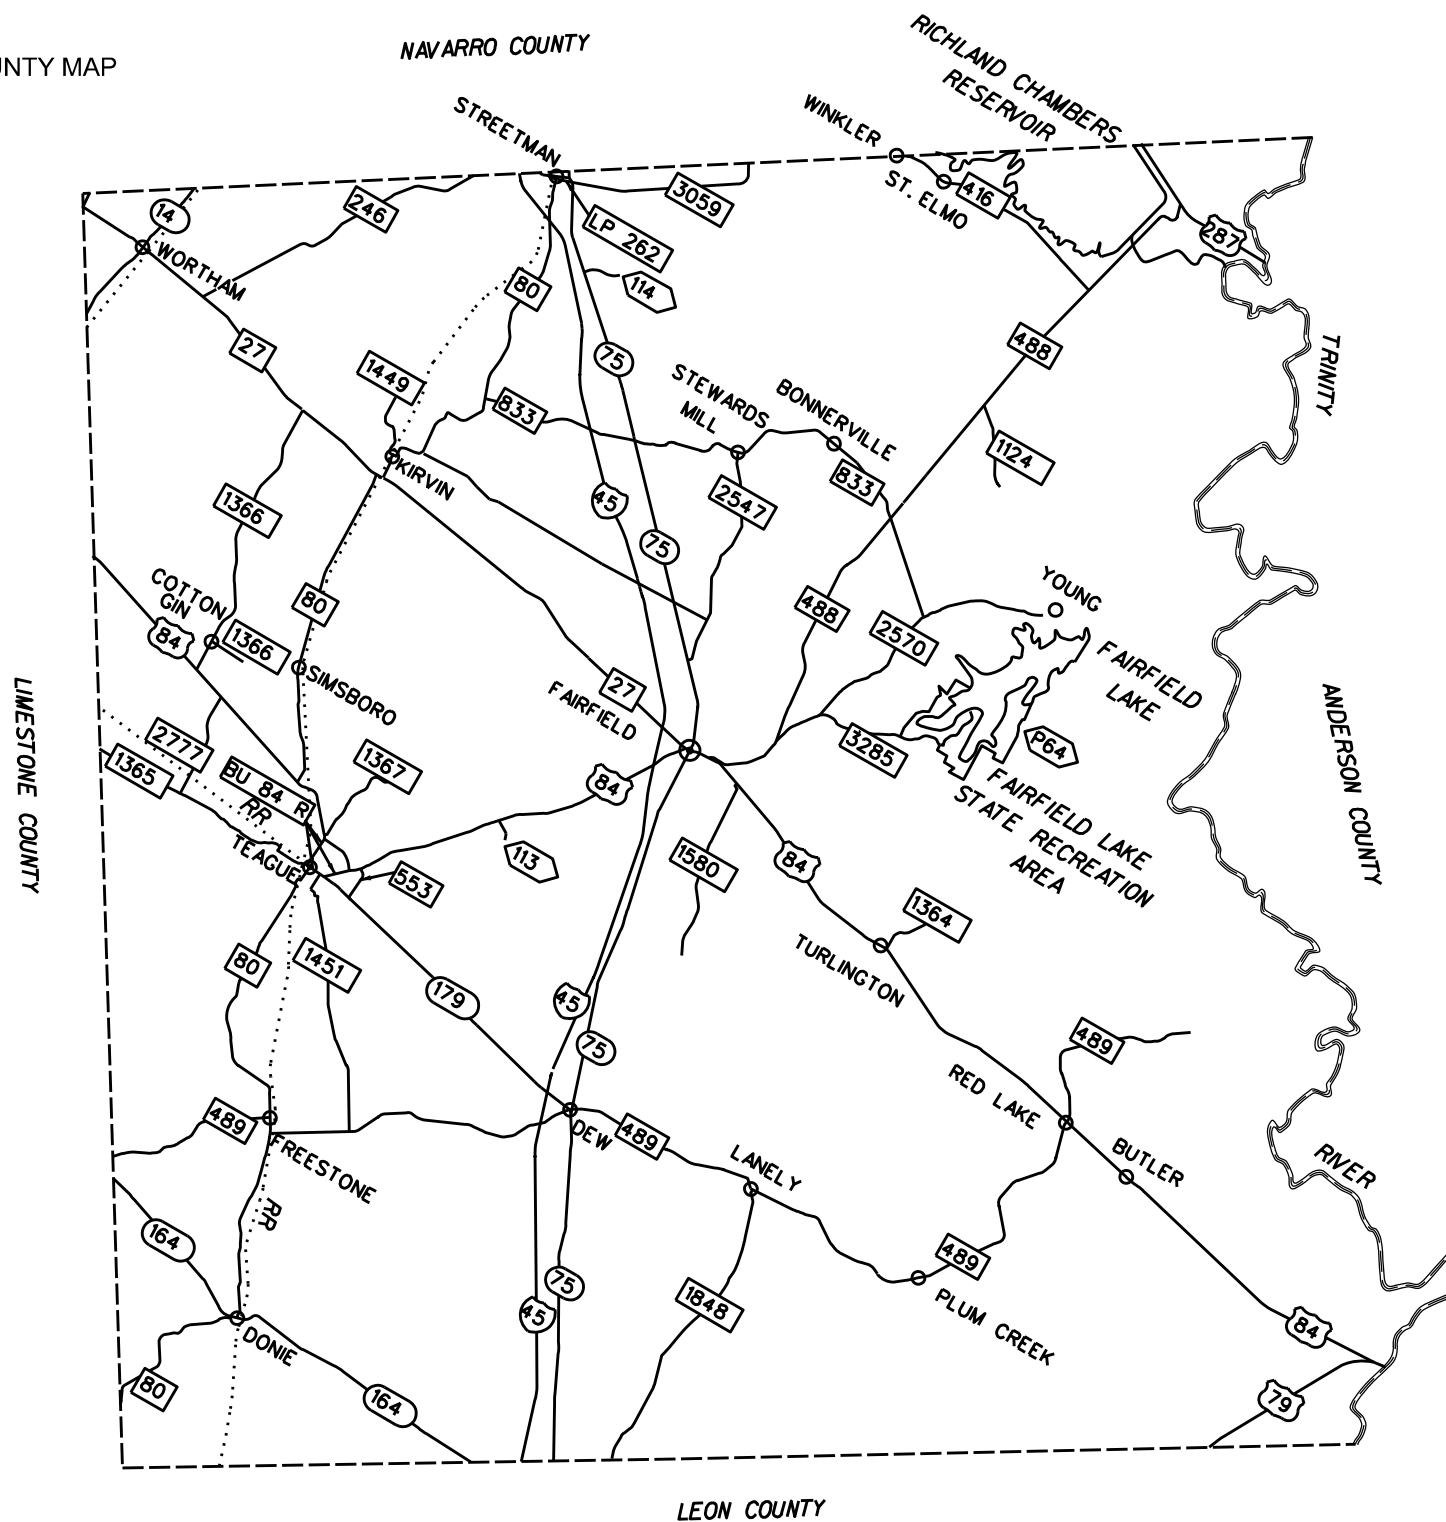 UNTY MAP
NAVARRO COUNTY
RICHLAND CHAMBERS
RESERVOIR
STREETMAN
WINKLER
ST. ELMO
416
14
246
3059
LP 262
287
WORTHAM
80
114
27
1449
75
488
TRINITY
STEWARDS
MILL
BONNERVILLE
833
833
1124
KIRVIN
45
2547
1366
75
COTTON
GIN
84
1366
80
SIMSBORO
488
2570
YOUNG
FAIRFIELD
LAKE
27
FAIRFIELD
LIMESTONE COUNTY
ANDERSON COUNTY
2777
1365
BU 84 R
RR
1367
84
3285
P64
FAIRFIELD LAKE
STATE RECREATION
AREA
TEAGUE
553
113
1580
84
1364
TURLINGTON
80
1451
179
45
75
489
RED LAKE
489
FREESTONE
DEW
489
LANELY
BUTLER
RIVER
RR
164
489
75
45
1848
PLUM CREEK
DONIE
84
80
164
79
LEON COUNTY